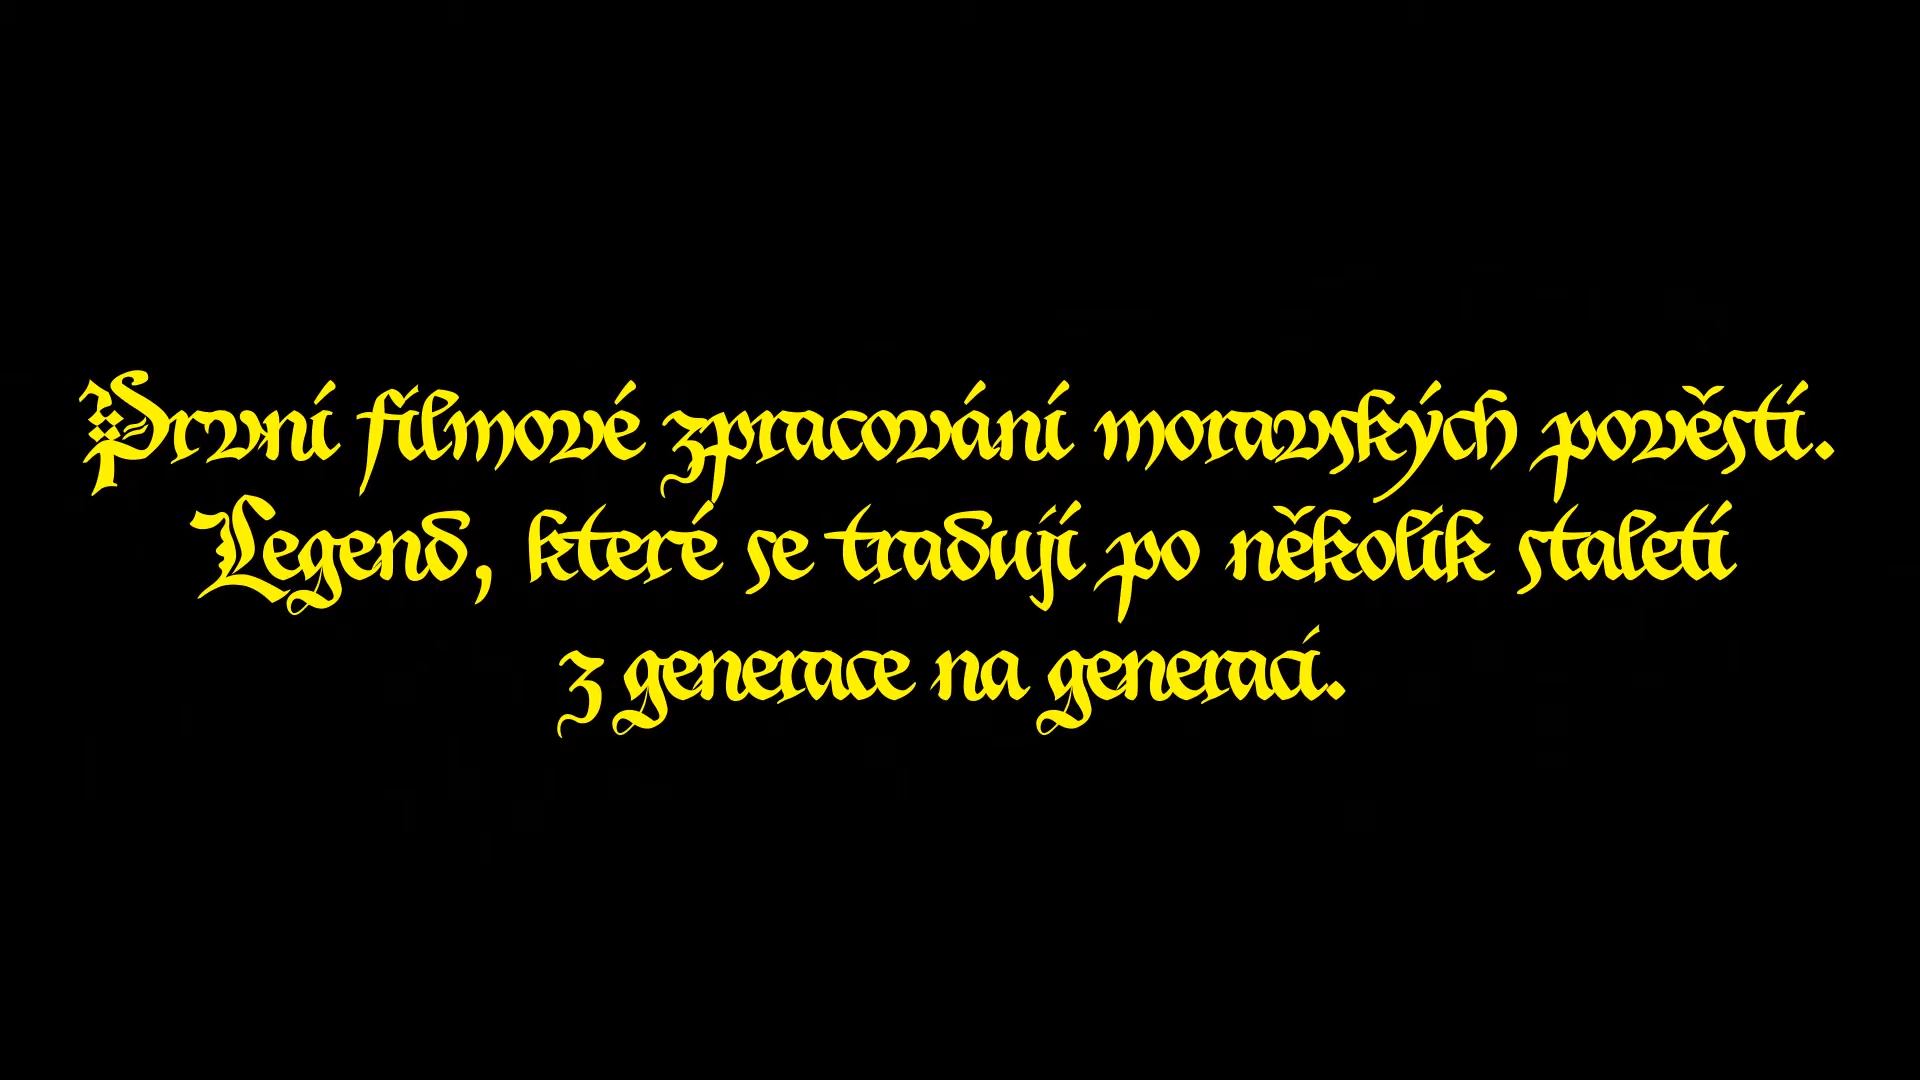 První filmové zpracování moravských pověstí.
Legend, které se tradují po několik staletí
z generace na generaci.